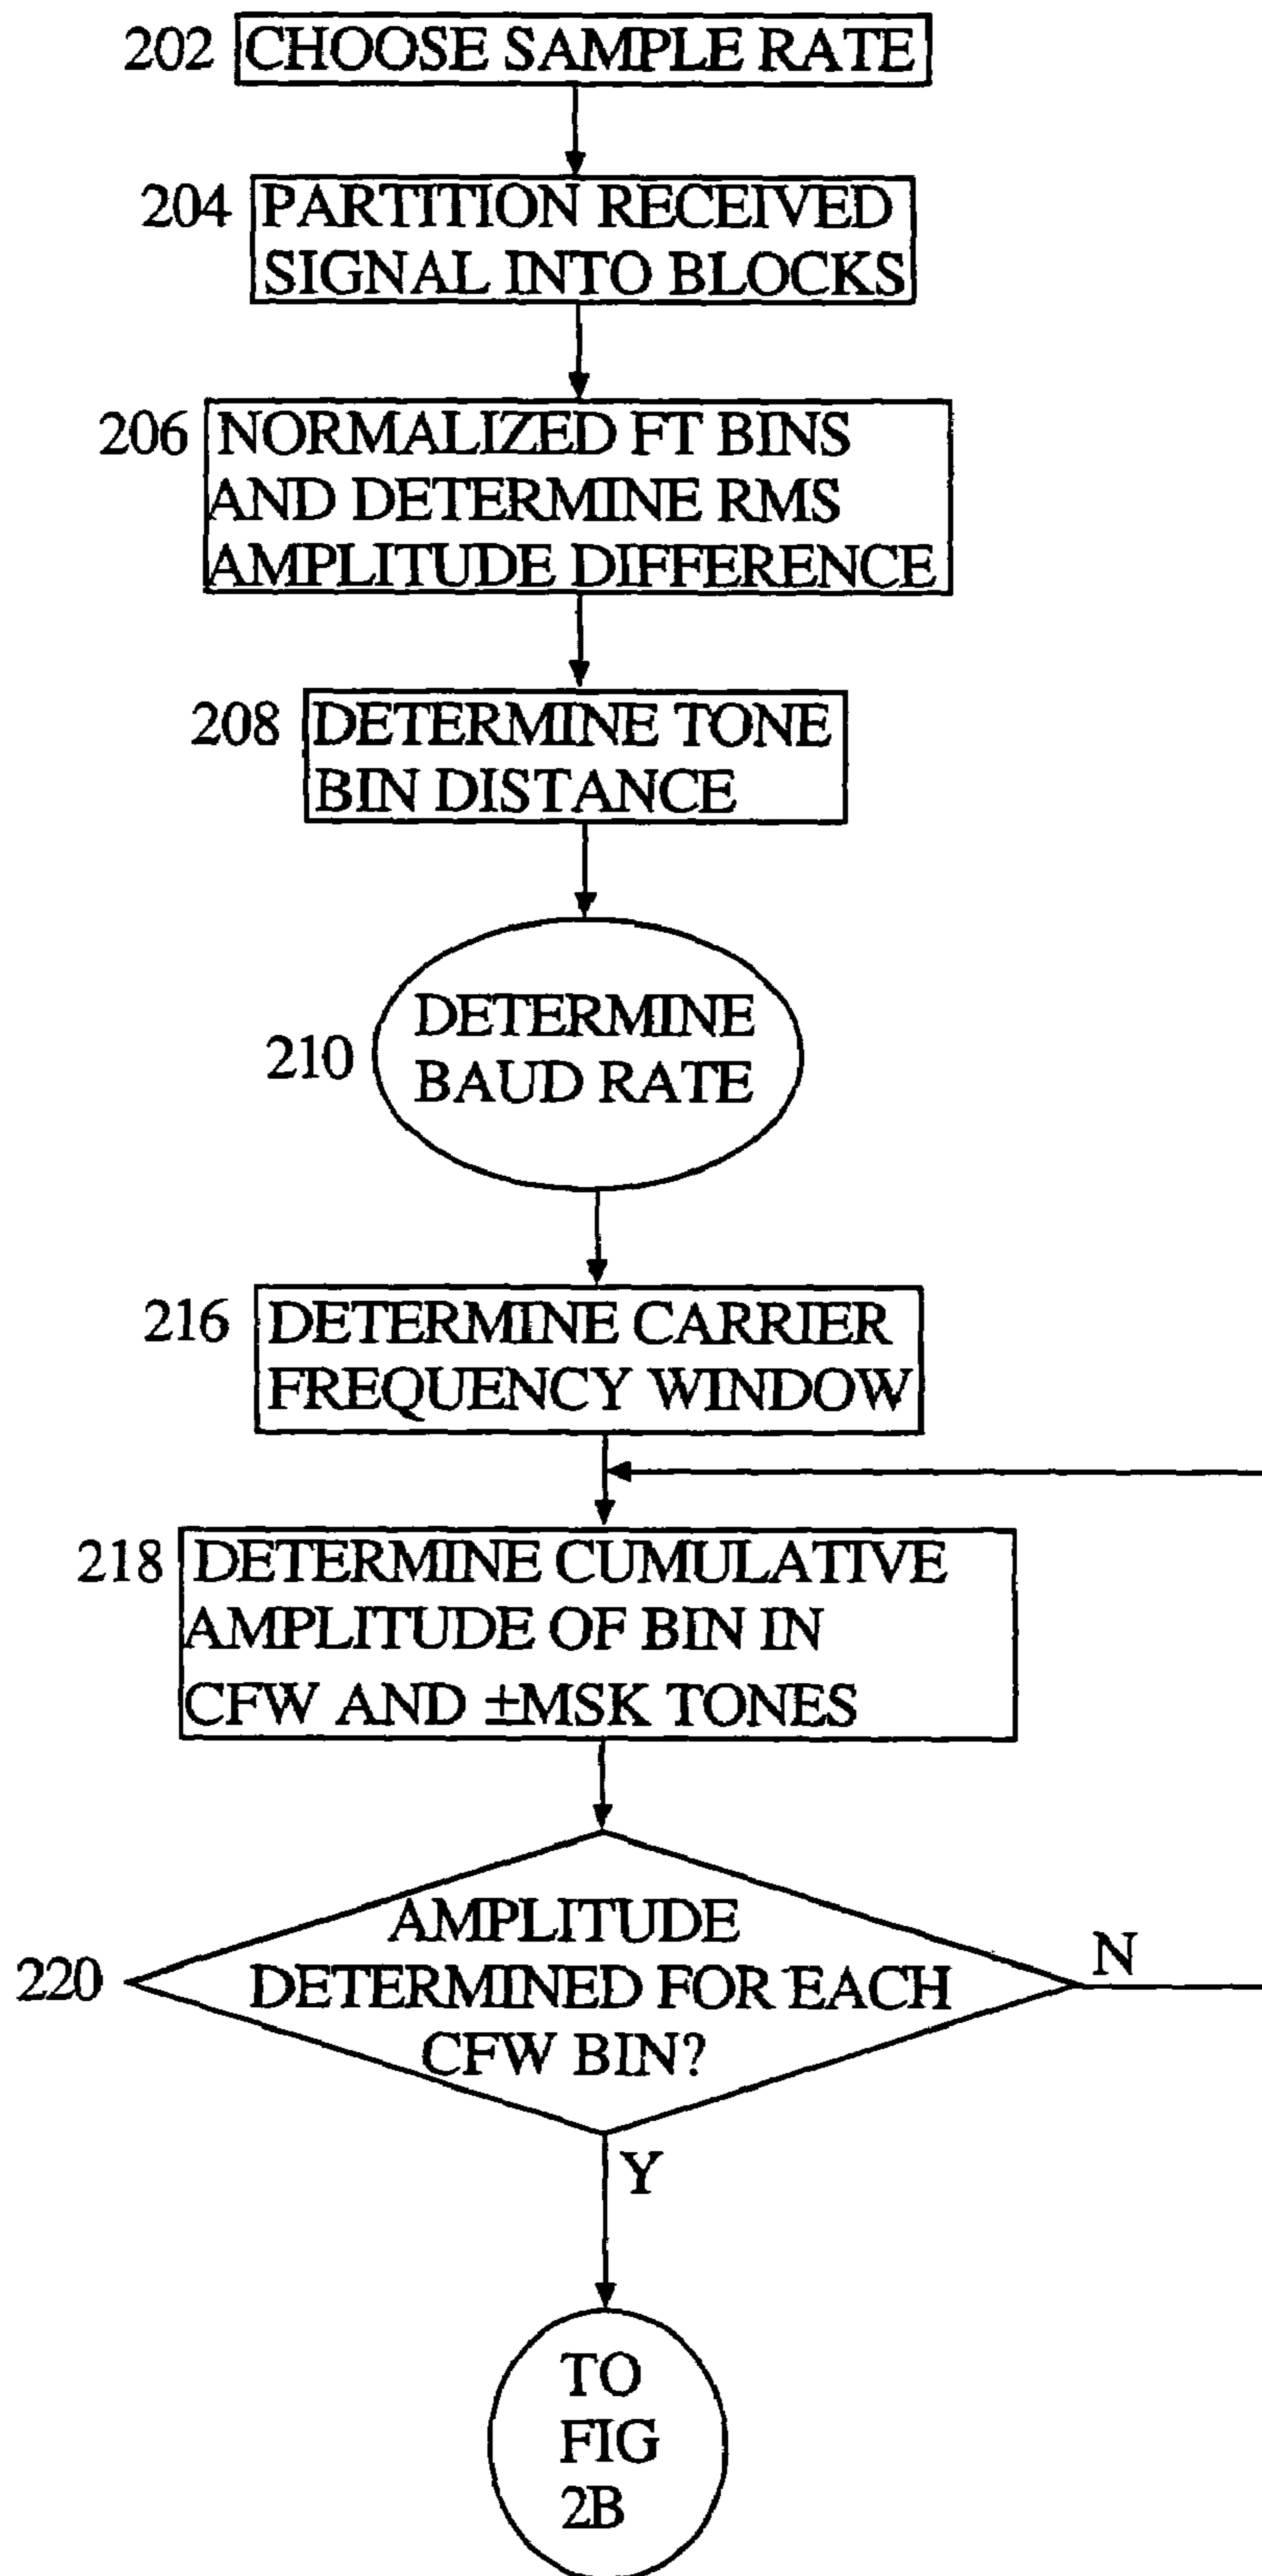 202 CHOOSE SAMPLE RATE
204 PARTITION RECEIVED
SIGNAL INTO BLOCKS
206 NORMALIZED FT BINS
AND DETERMINE RMS
AMPLITUDE DIFFERENCE
208 DETERMINE TONE
BIN DISTANCE
DETERMINE
210 BAUD RATE
216 DETERMINE CARRIER
FREQUENCY WINDOW
218 DETERMINE CUMULATIVE
AMPLITUDE OF BIN IN
CFW AND ±MSK TONES
AMPLITUDE
220 DETERMINED FOR EACH N
CFW BIN?
Y
TO
FIG
2B